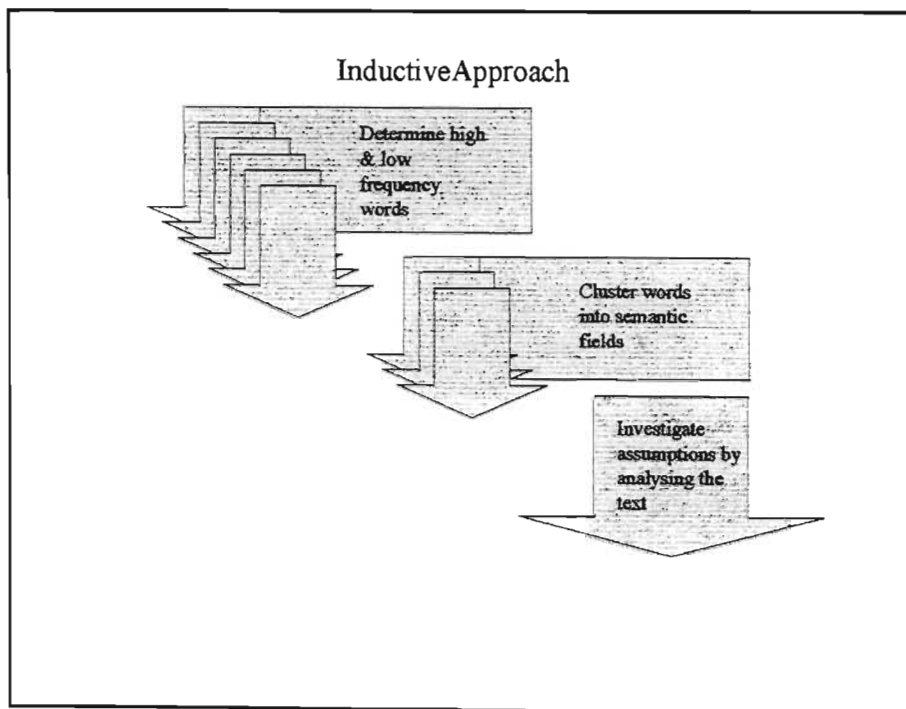 InductiveApproach
Determine high
& low
frequency
words
Cluster words
into semantic
fields
Investigate
assumptions by
analysing the
text